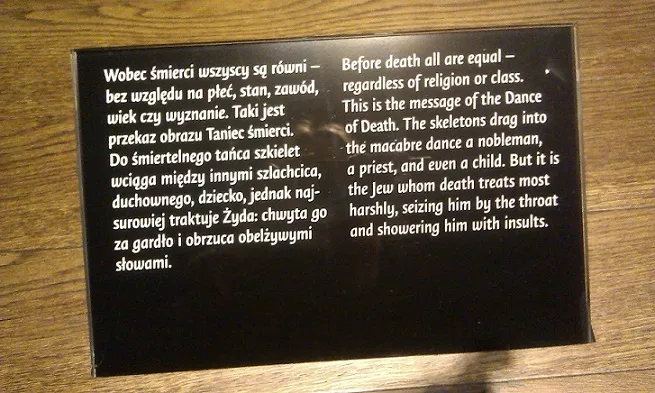 Wobec śmierci wszyscy są równi –
bez względu na płeć, stan, zawód,
wiek czy wyznanie. Taki jest
przekaz obrazu Taniec śmierci.
Do śmiertelnego tańca szkielet
wciąga między innymi szlachcica,
duchownego, dziecko, jednak naj-
surowiej traktuje Żyda: chwyta go
za gardło i obrzuca obelżywymi
słowami.
Before death all are equal –
regardless of religion or class.
This is the message of the Dance
of Death. The skeletons drag into
the macabre dance a nobleman,
a priest, and even a child. But it is
the Jew whom death treats most
harshly, seizing him by the throat
and showering him with insults.